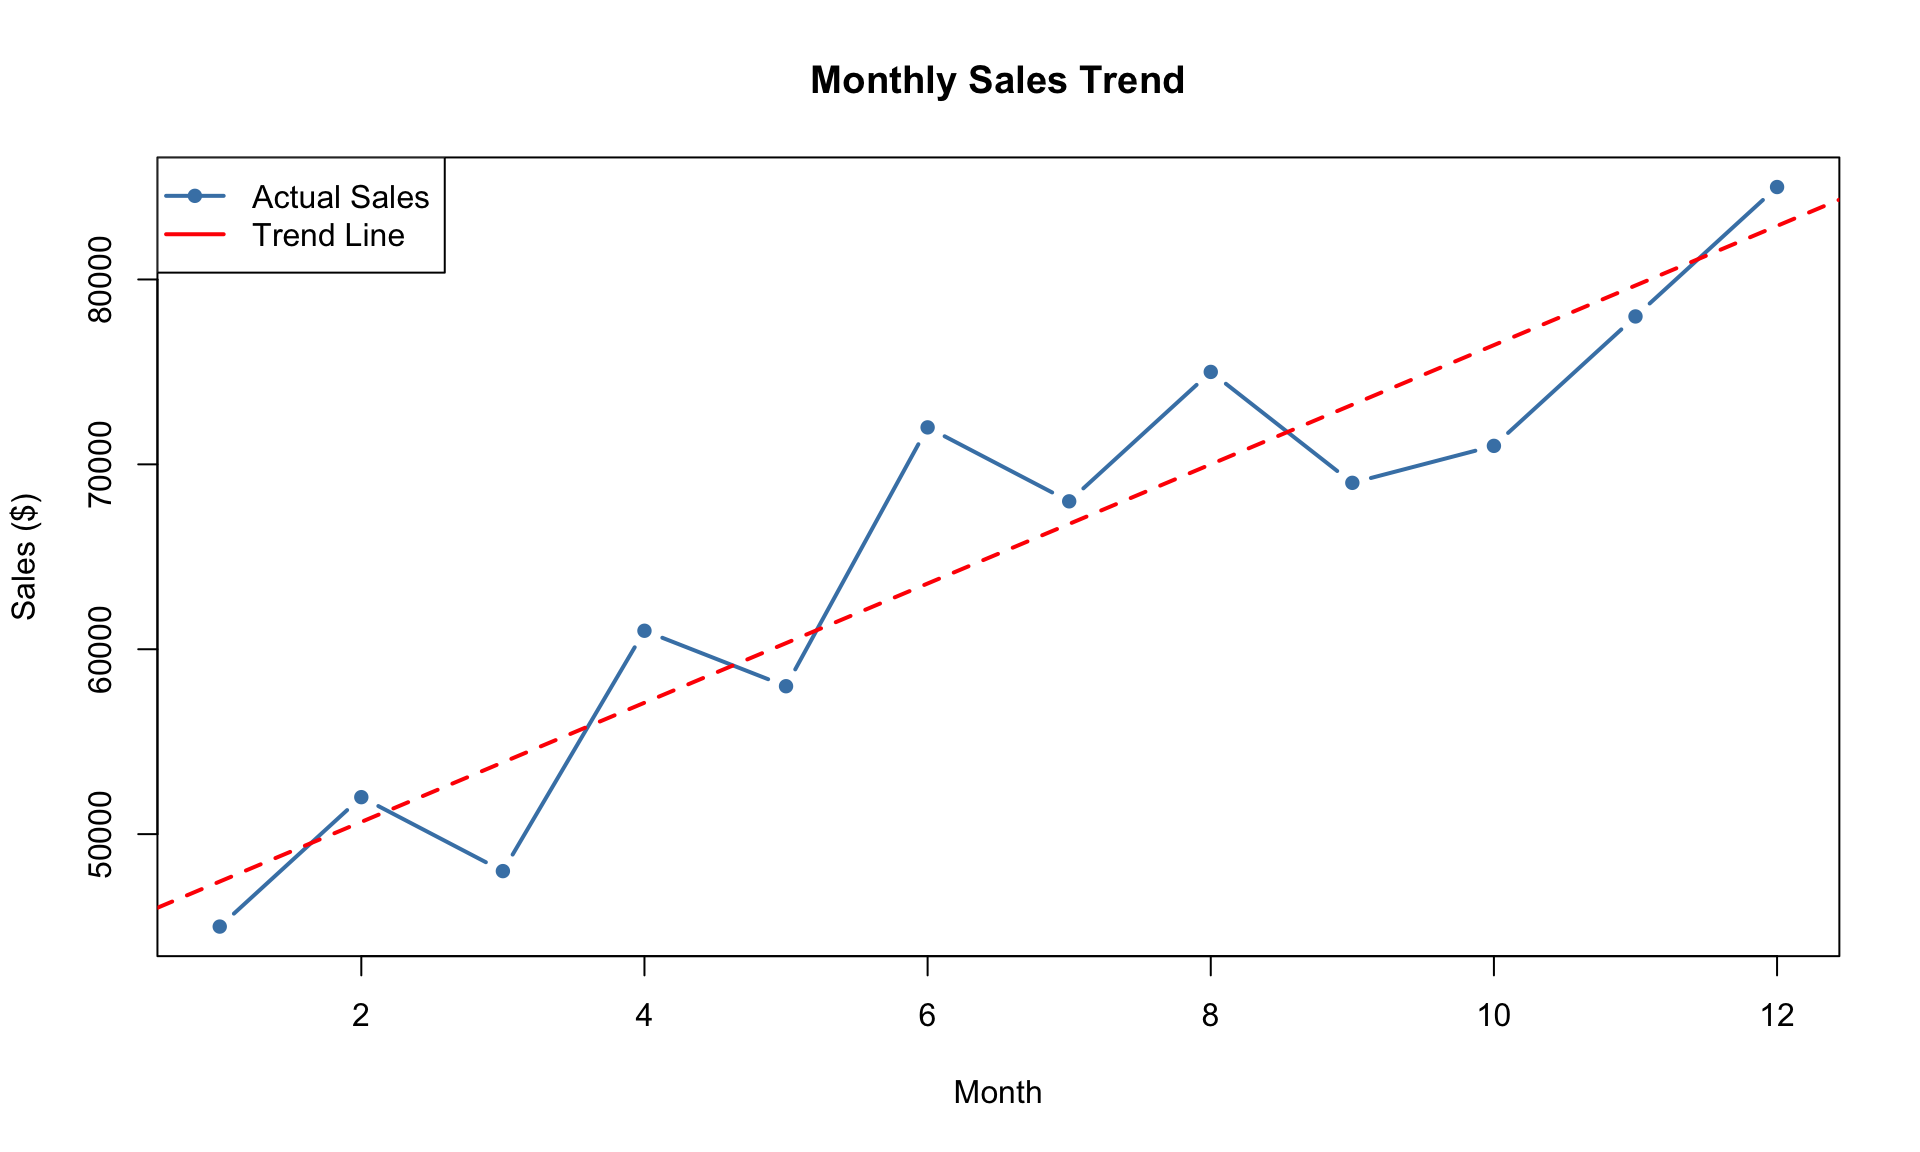 Monthly Sales Trend
Actual Sales
Trend Line
80000
70000
60000
50000
Sales ($)
2 4 6 8 10 12
Month